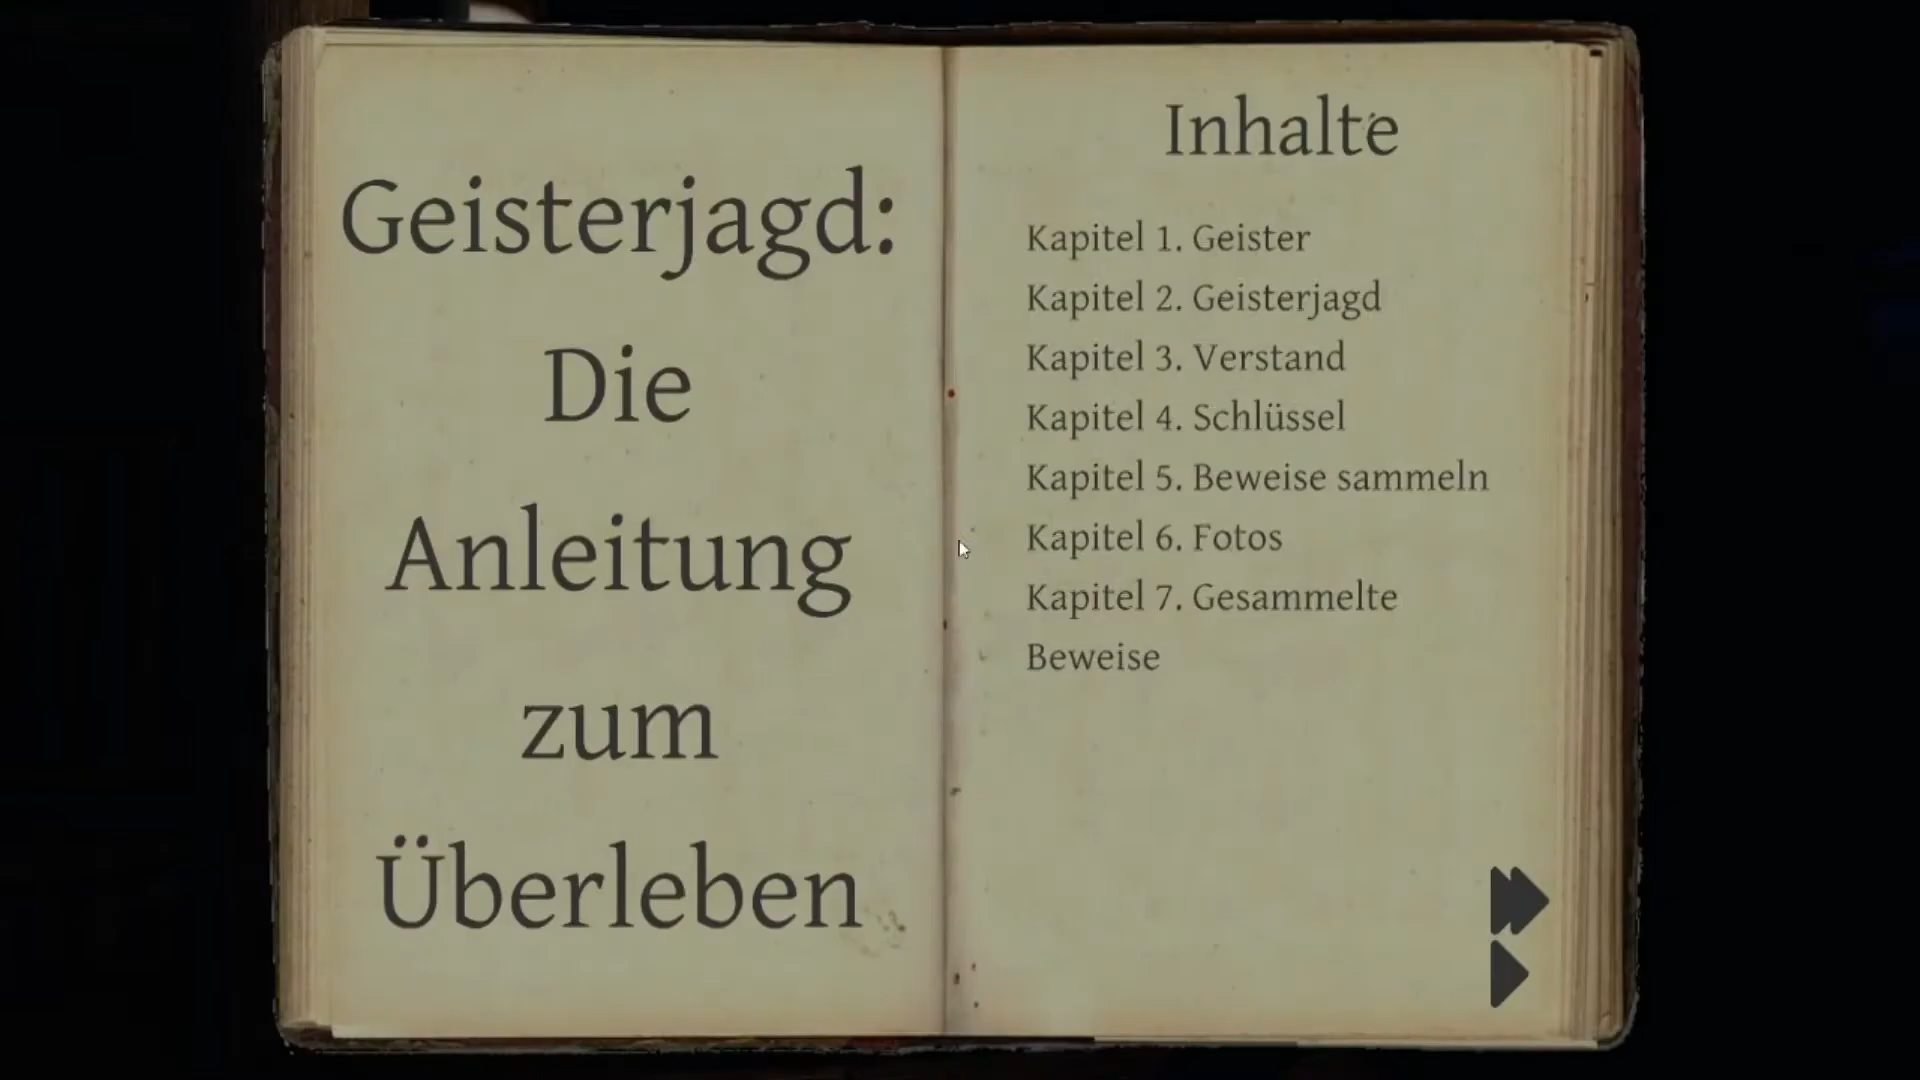 Geisterjagd:
Die
Anleitung
zum
Überleben
Inhalte
Kapitel 1. Geister
Kapitel 2. Geisterjagd
Kapitel 3. Verstand
Kapitel 4. Schlüssel
Kapitel 5. Beweise sammeln
Kapitel 6. Fotos
Kapitel 7. Gesammelte
Beweise